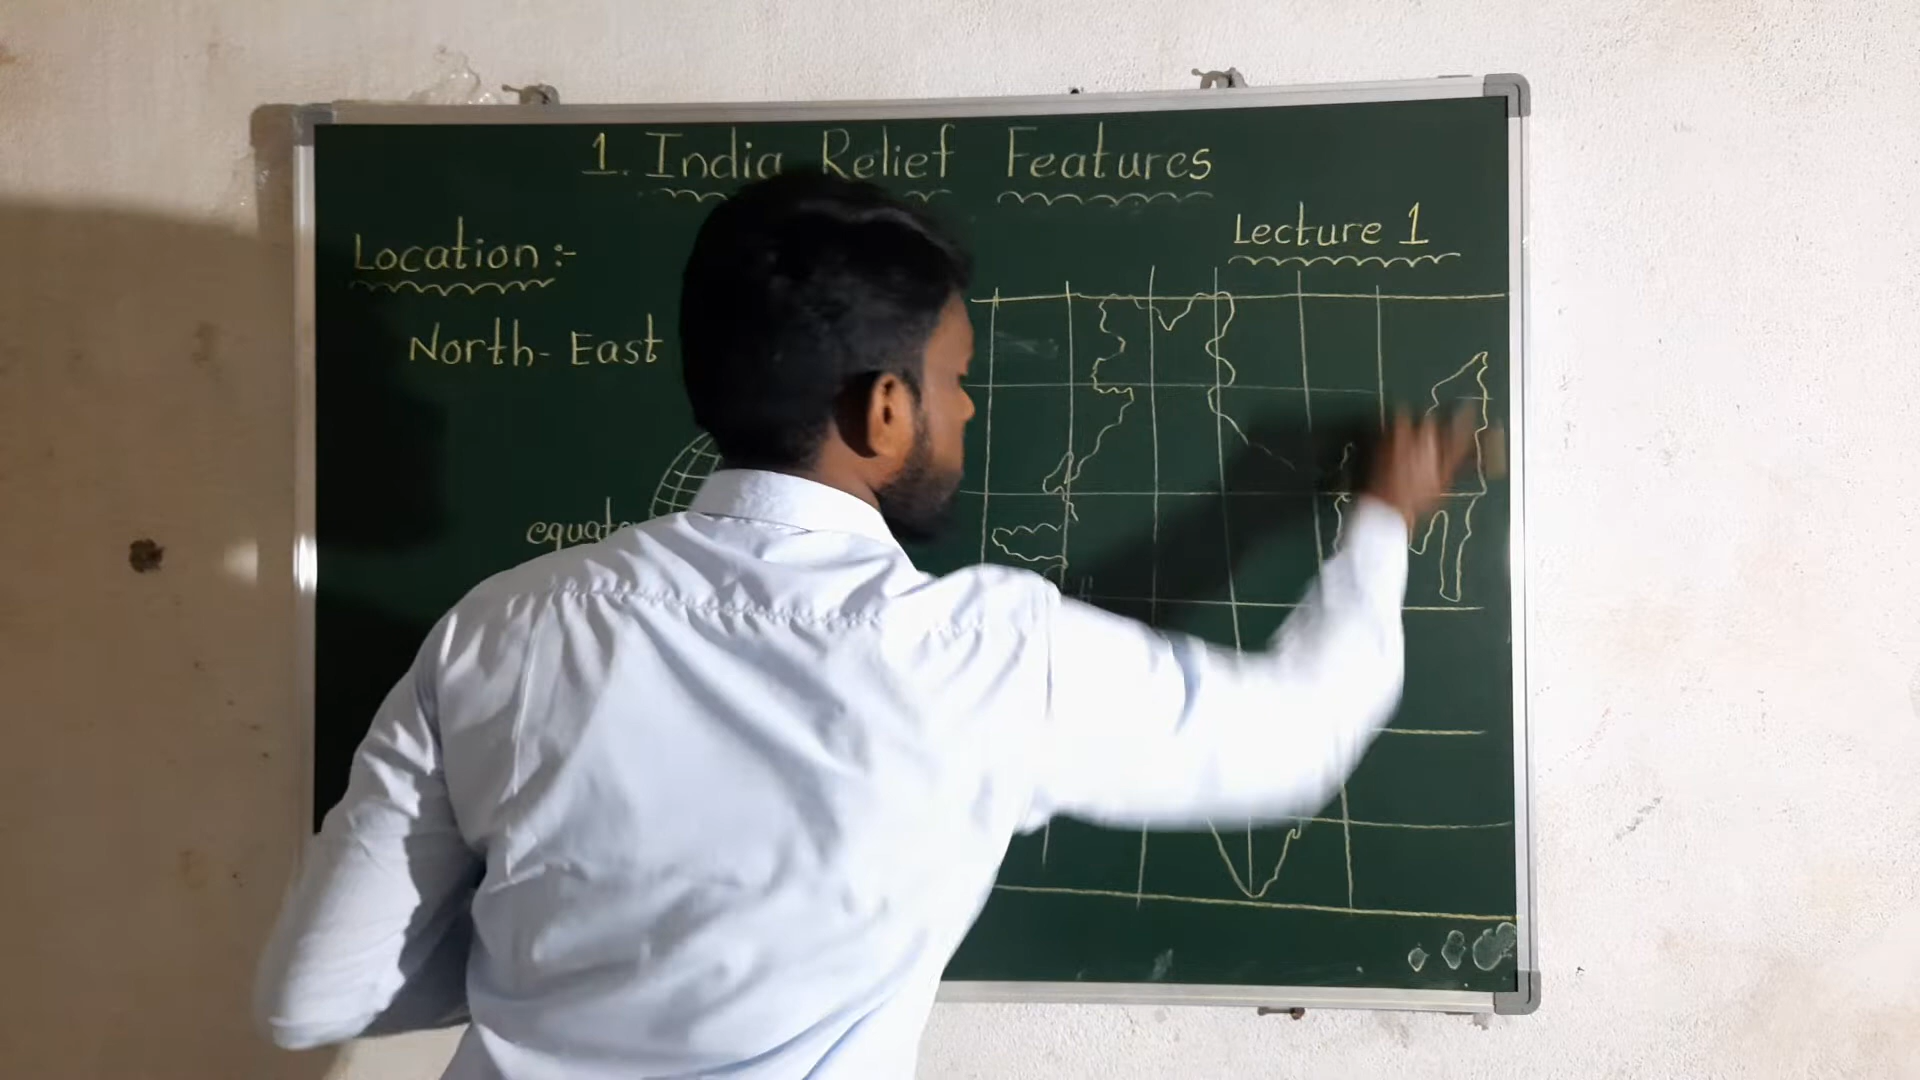 1. India Relief Features
Lecture 1
Location :-
North-East
equato